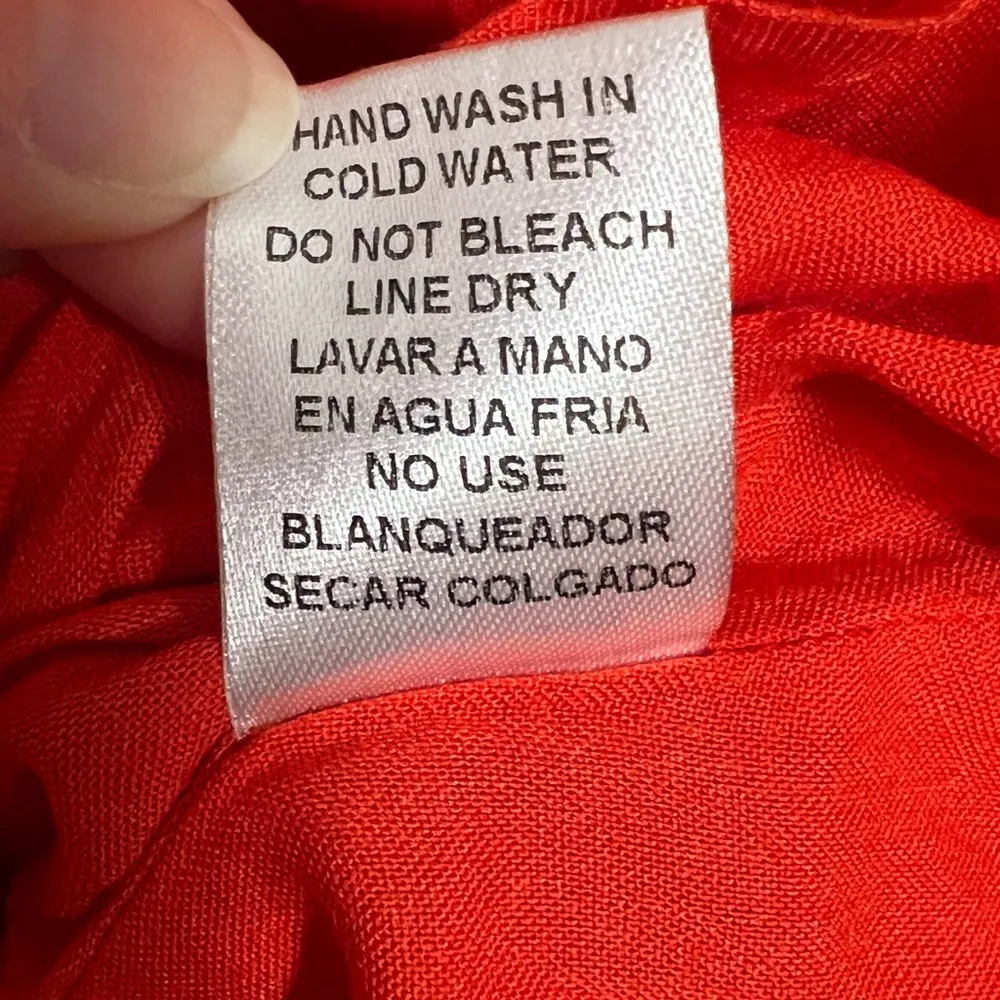 HAND WASH IN
COLD WATER
DO NOT BLEACH
LINE DRY
LAVAR A MANO
EN AGUA FRIA
NO USE
BLANQUEADOR
SECAR COLGADO